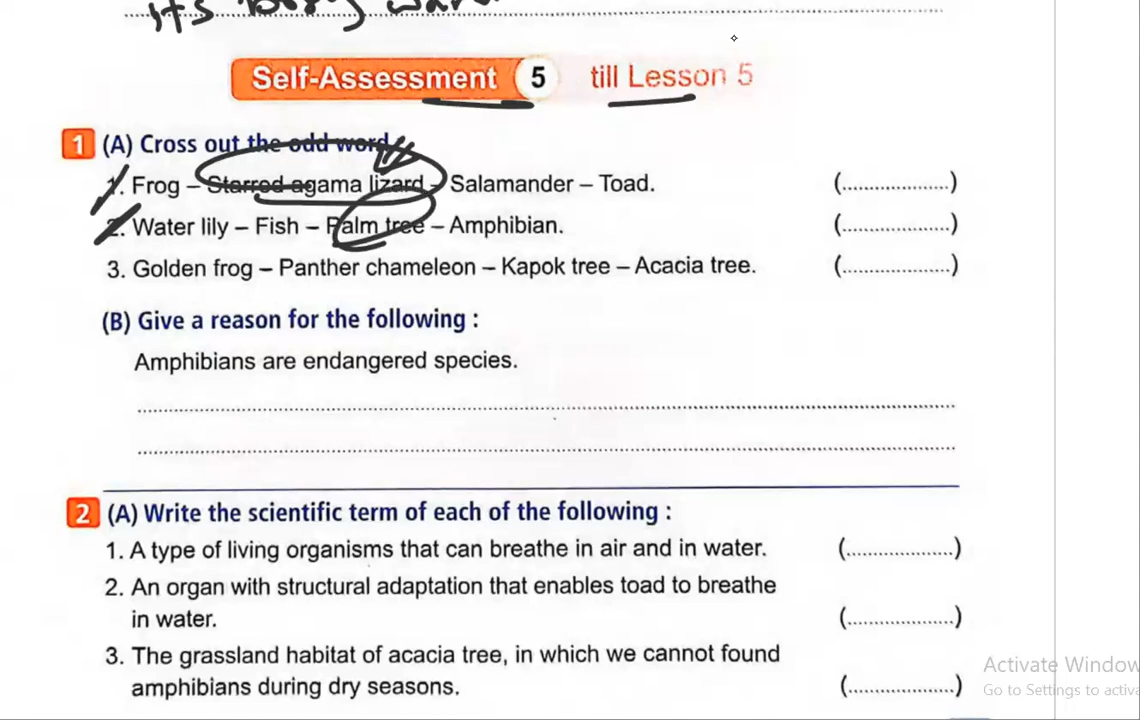 its body
Self-Assessment 5 till Lesson 5
1 (A) Cross out the odd word
1. Frog – Starred agama lizard – Salamander – Toad. (....................)
2. Water lily – Fish – Palm tree – Amphibian. (....................)
3. Golden frog – Panther chameleon – Kapok tree – Acacia tree. (....................)
(B) Give a reason for the following :
Amphibians are endangered species.
2 (A) Write the scientific term of each of the following :
1. A type of living organisms that can breathe in air and in water. (....................)
2. An organ with structural adaptation that enables toad to breathe
in water. (....................)
3. The grassland habitat of acacia tree, in which we cannot found
amphibians during dry seasons. (....................)
Activate Window
Go to Settings to activa